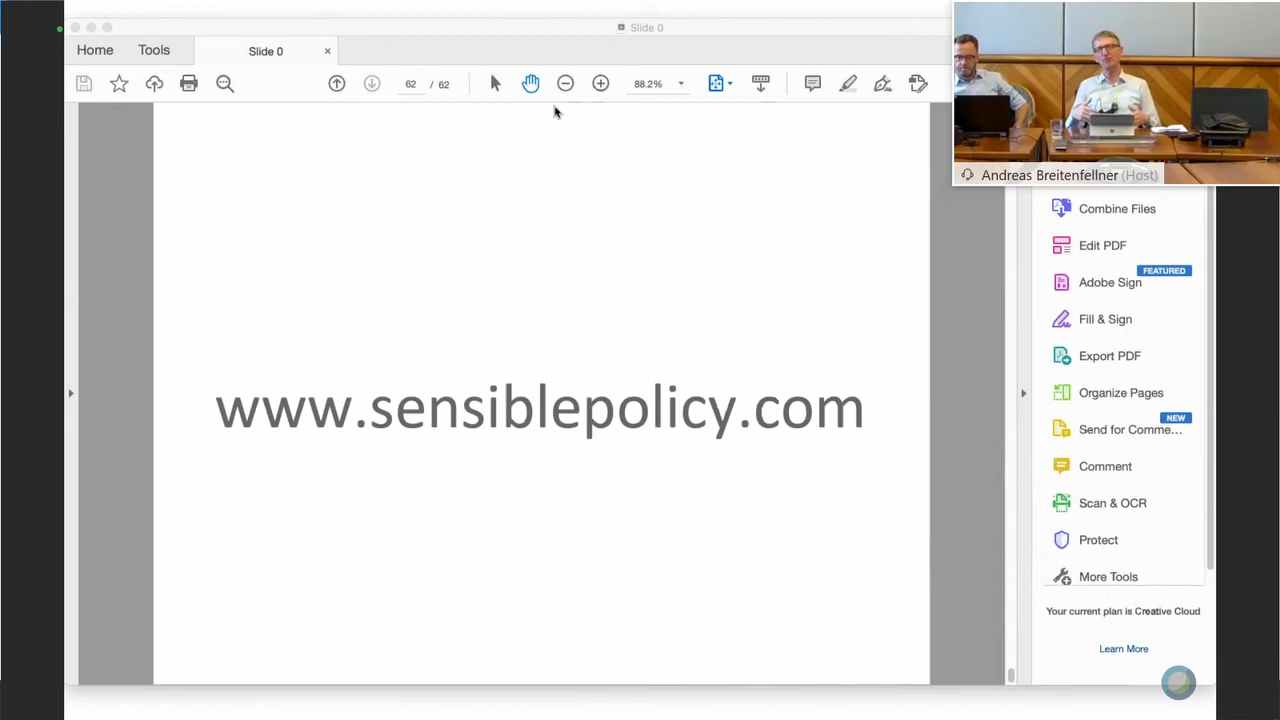 Slide 0
Home
Tools
Slide 0
62 / 62
88.2%
Andreas Breitenfellner (Host)
Combine Files
Edit PDF
FEATURED
Adobe Sign
Fill & Sign
Export PDF
Organize Pages
NEW
Send for Comme...
Comment
Scan & OCR
Protect
More Tools
Your current plan is Creative Cloud
Learn More
www.sensiblepolicy.com